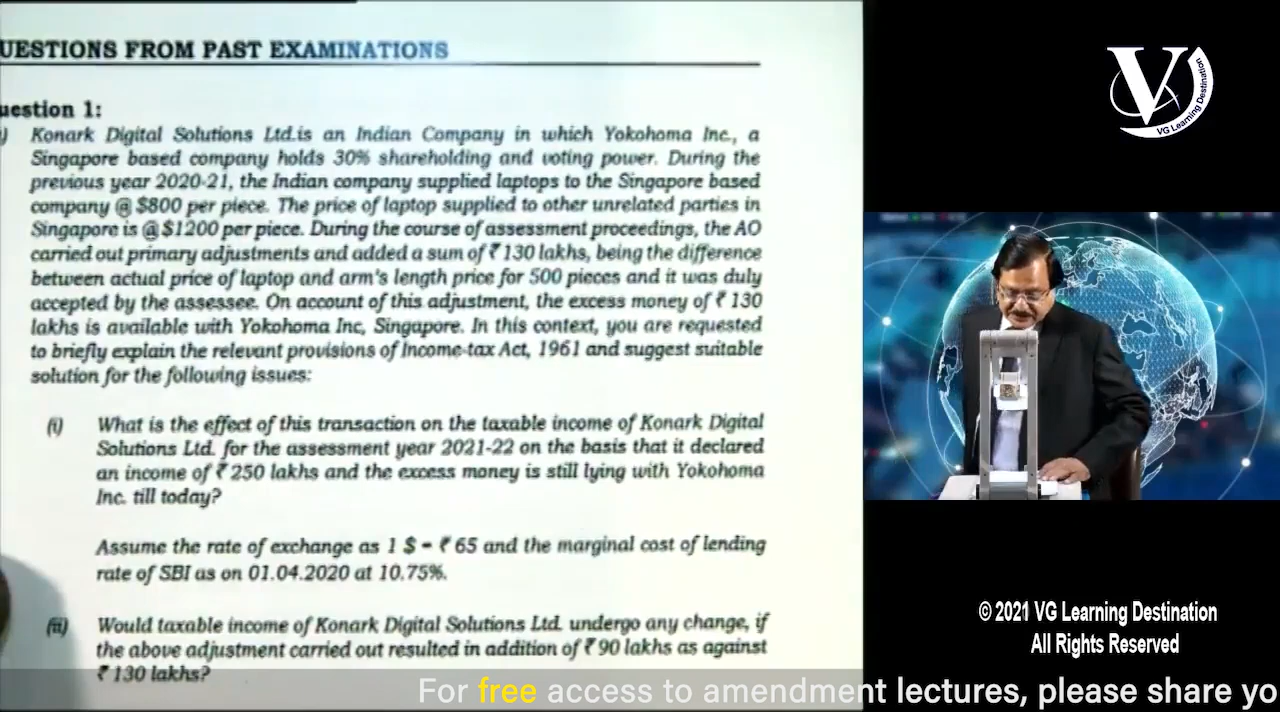 UESTIONS FROM PAST EXAMINATIONS
uestion 1:
) Konark Digital Solutions Ltd.is an Indian Company in which Yokohoma Inc., a
Singapore based company holds 30% shareholding and voting power. During the
previous year 2020-21, the Indian company supplied laptops to the Singapore based
company @ $800 per piece. The price of laptop supplied to other unrelated parties in
Singapore is @ $1200 per piece. During the course of assessment proceedings, the AO
carried out primary adjustments and added a sum of ₹ 130 lakhs, being the difference
between actual price of laptop and arm's length price for 500 pieces and it was duly
accepted by the assessee. On account of this adjustment, the excess money of ₹ 130
lakhs is available with Yokohoma Inc, Singapore. In this context, you are requested
to briefly explain the relevant provisions of Income-tax Act, 1961 and suggest suitable
solution for the following issues:
(i) What is the effect of this transaction on the taxable income of Konark Digital
Solutions Ltd. for the assessment year 2021-22 on the basis that it declared
an income of ₹ 250 lakhs and the excess money is still lying with Yokohoma
Inc. till today?
Assume the rate of exchange as 1 $ = ₹ 65 and the marginal cost of lending
rate of SBI as on 01.04.2020 at 10.75%.
(ii) Would taxable income of Konark Digital Solutions Ltd. undergo any change, if
the above adjustment carried out resulted in addition of ₹ 90 lakhs as against
₹ 130 lakhs?
V
VG Learning Destination
© 2021 VG Learning Destination
All Rights Reserved
For free access to amendment lectures, please share yo